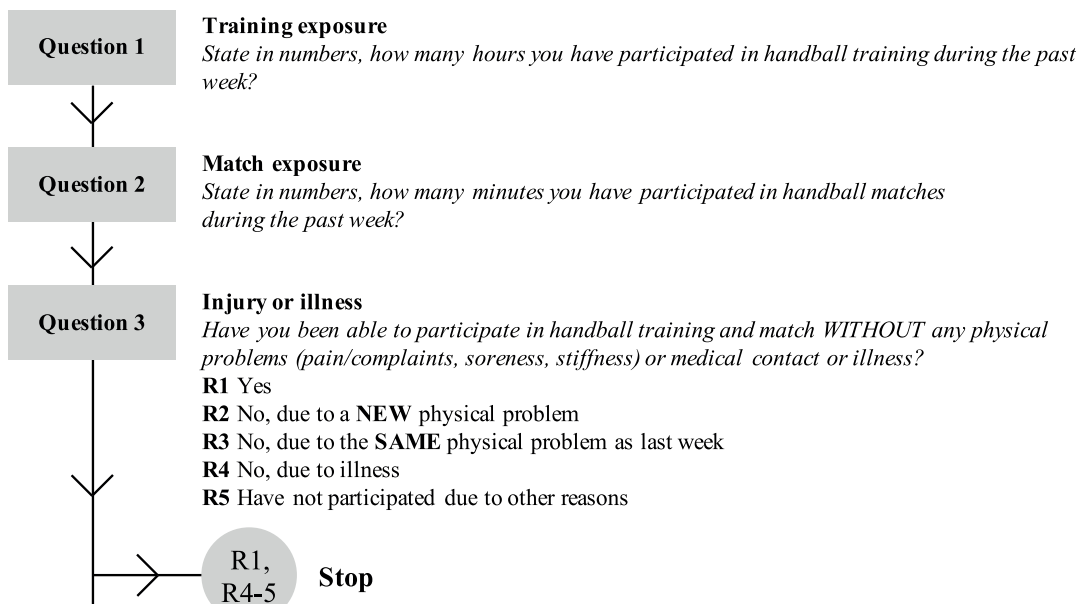 Question 1
Training exposure
State in numbers, how many hours you have participated in handball training during the past
week?
Question 2
Match exposure
State in numbers, how many minutes you have participated in handball matches
during the past week?
Question 3
Injury or illness
Have you been able to participate in handball training and match WITHOUT any physical
problems (pain/complaints, soreness, stiffness) or medical contact or illness?
R1 Yes
R2 No, due to a NEW physical problem
R3 No, due to the SAME physical problem as last week
R4 No, due to illness
R5 Have not participated due to other reasons
R1,
R4-5
Stop